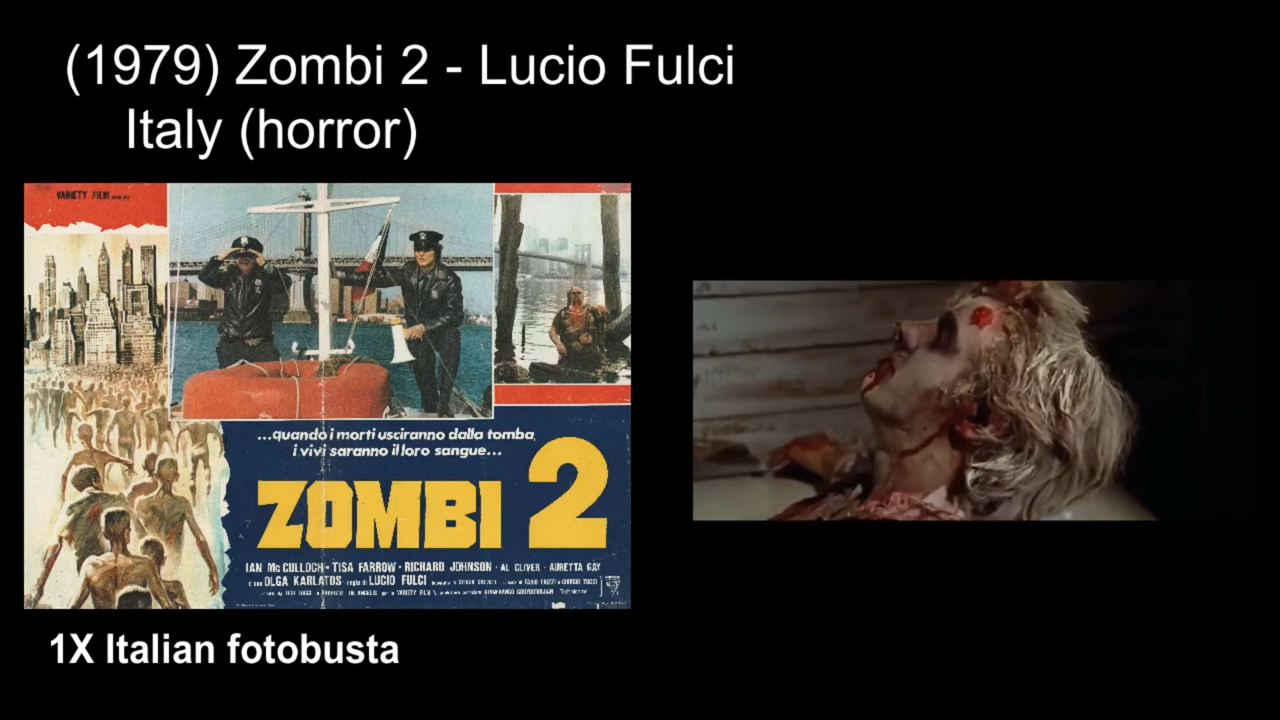 (1979) Zombi 2 - Lucio Fulci
Italy (horror)
VARIETY FILM
...quando i morti usciranno dalla tomba,
i vivi saranno il loro sangue...
ZOMBI 2
IAN McCULLOCH · TISA FARROW · RICHARD JOHNSON · AL CLIVER · AURETTA GAY
e con OLGA KARLATOS regia di LUCIO FULCI
1X Italian fotobusta